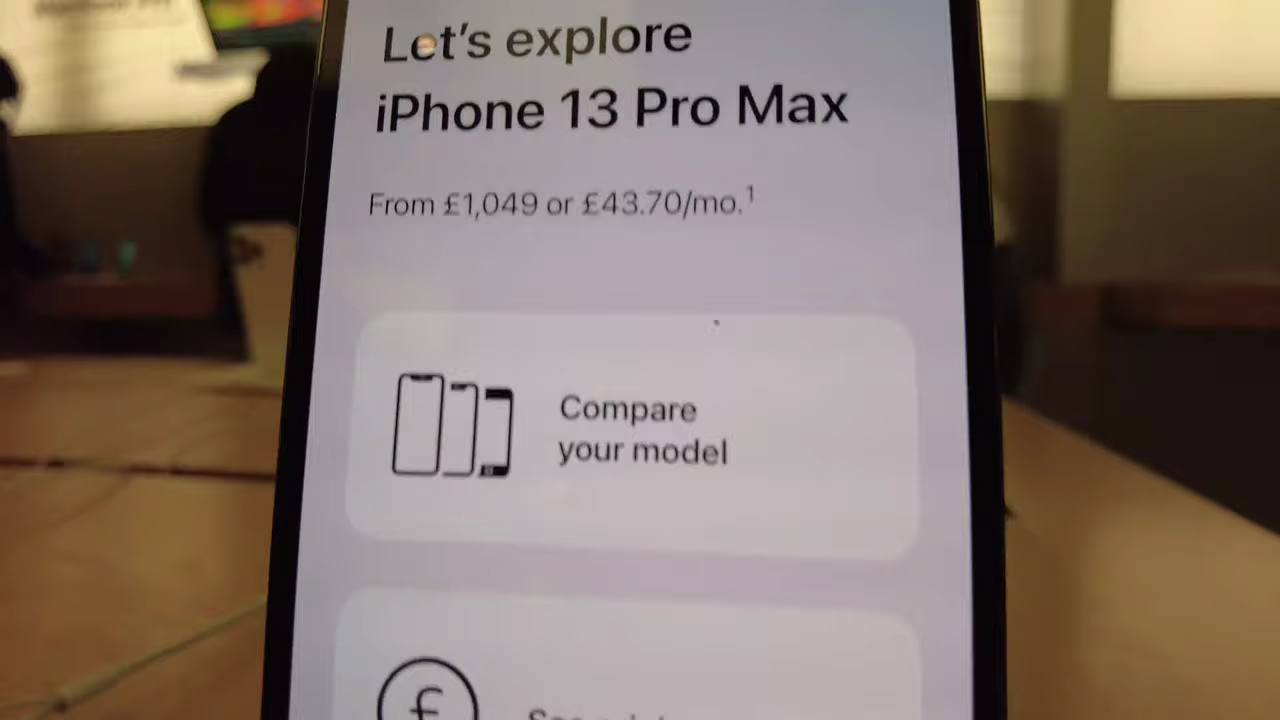 Let's explore
iPhone 13 Pro Max
From £1,049 or £43.70/mo.¹
Compare
your model
£